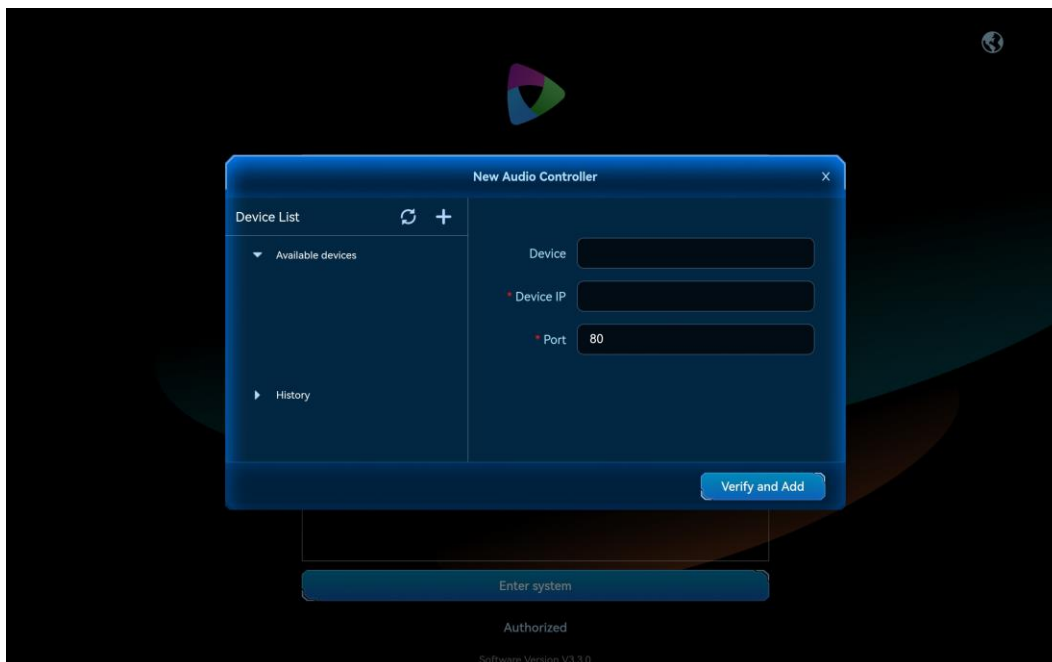 New Audio Controller
X
Device List
Available devices
History
Device
* Device IP
* Port 80
Verify and Add
Enter system
Authorized
Software Version V3.3.0